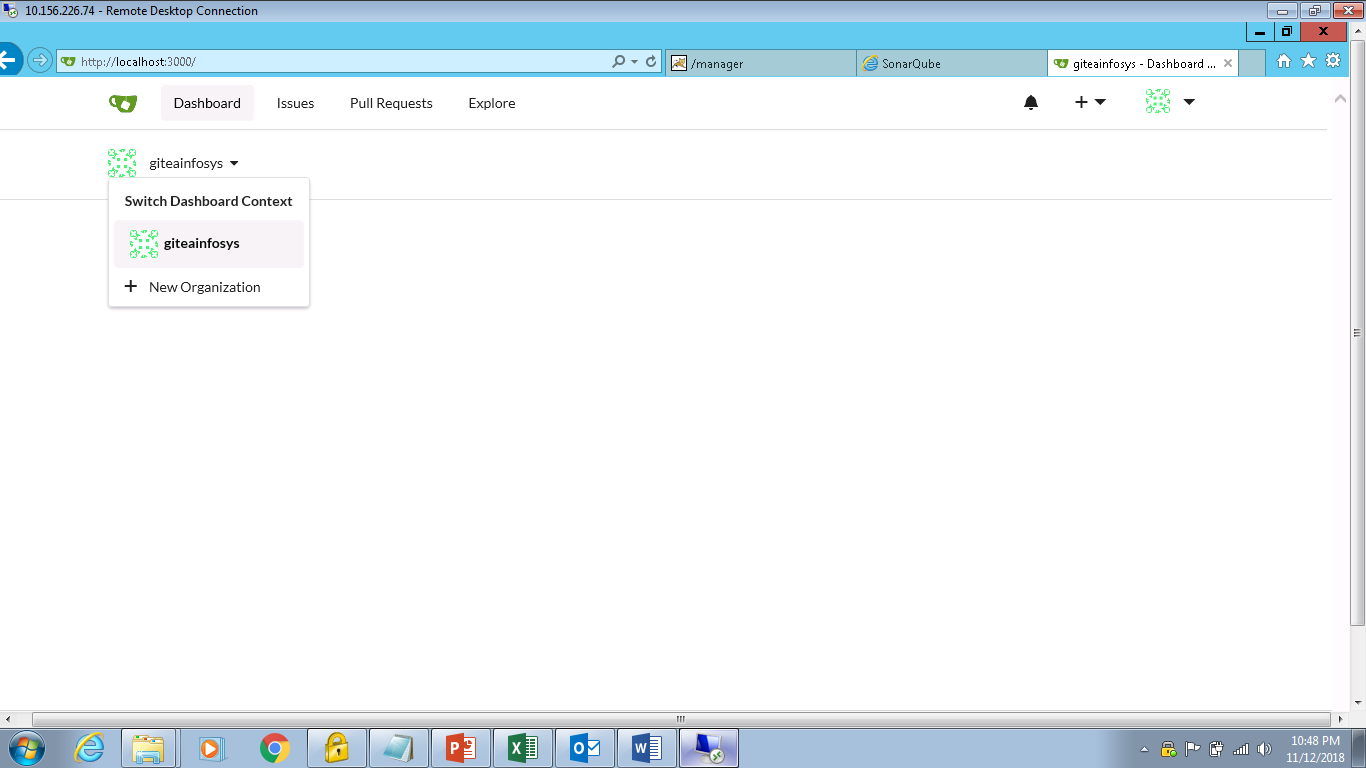 10.156.226.74 - Remote Desktop Connection
http://localhost:3000/
/manager
SonarQube
giteainfosys - Dashboard ...
Dashboard
Issues
Pull Requests
Explore
giteainfosys
Switch Dashboard Context
giteainfosys
+ New Organization
10:48 PM
11/12/2018